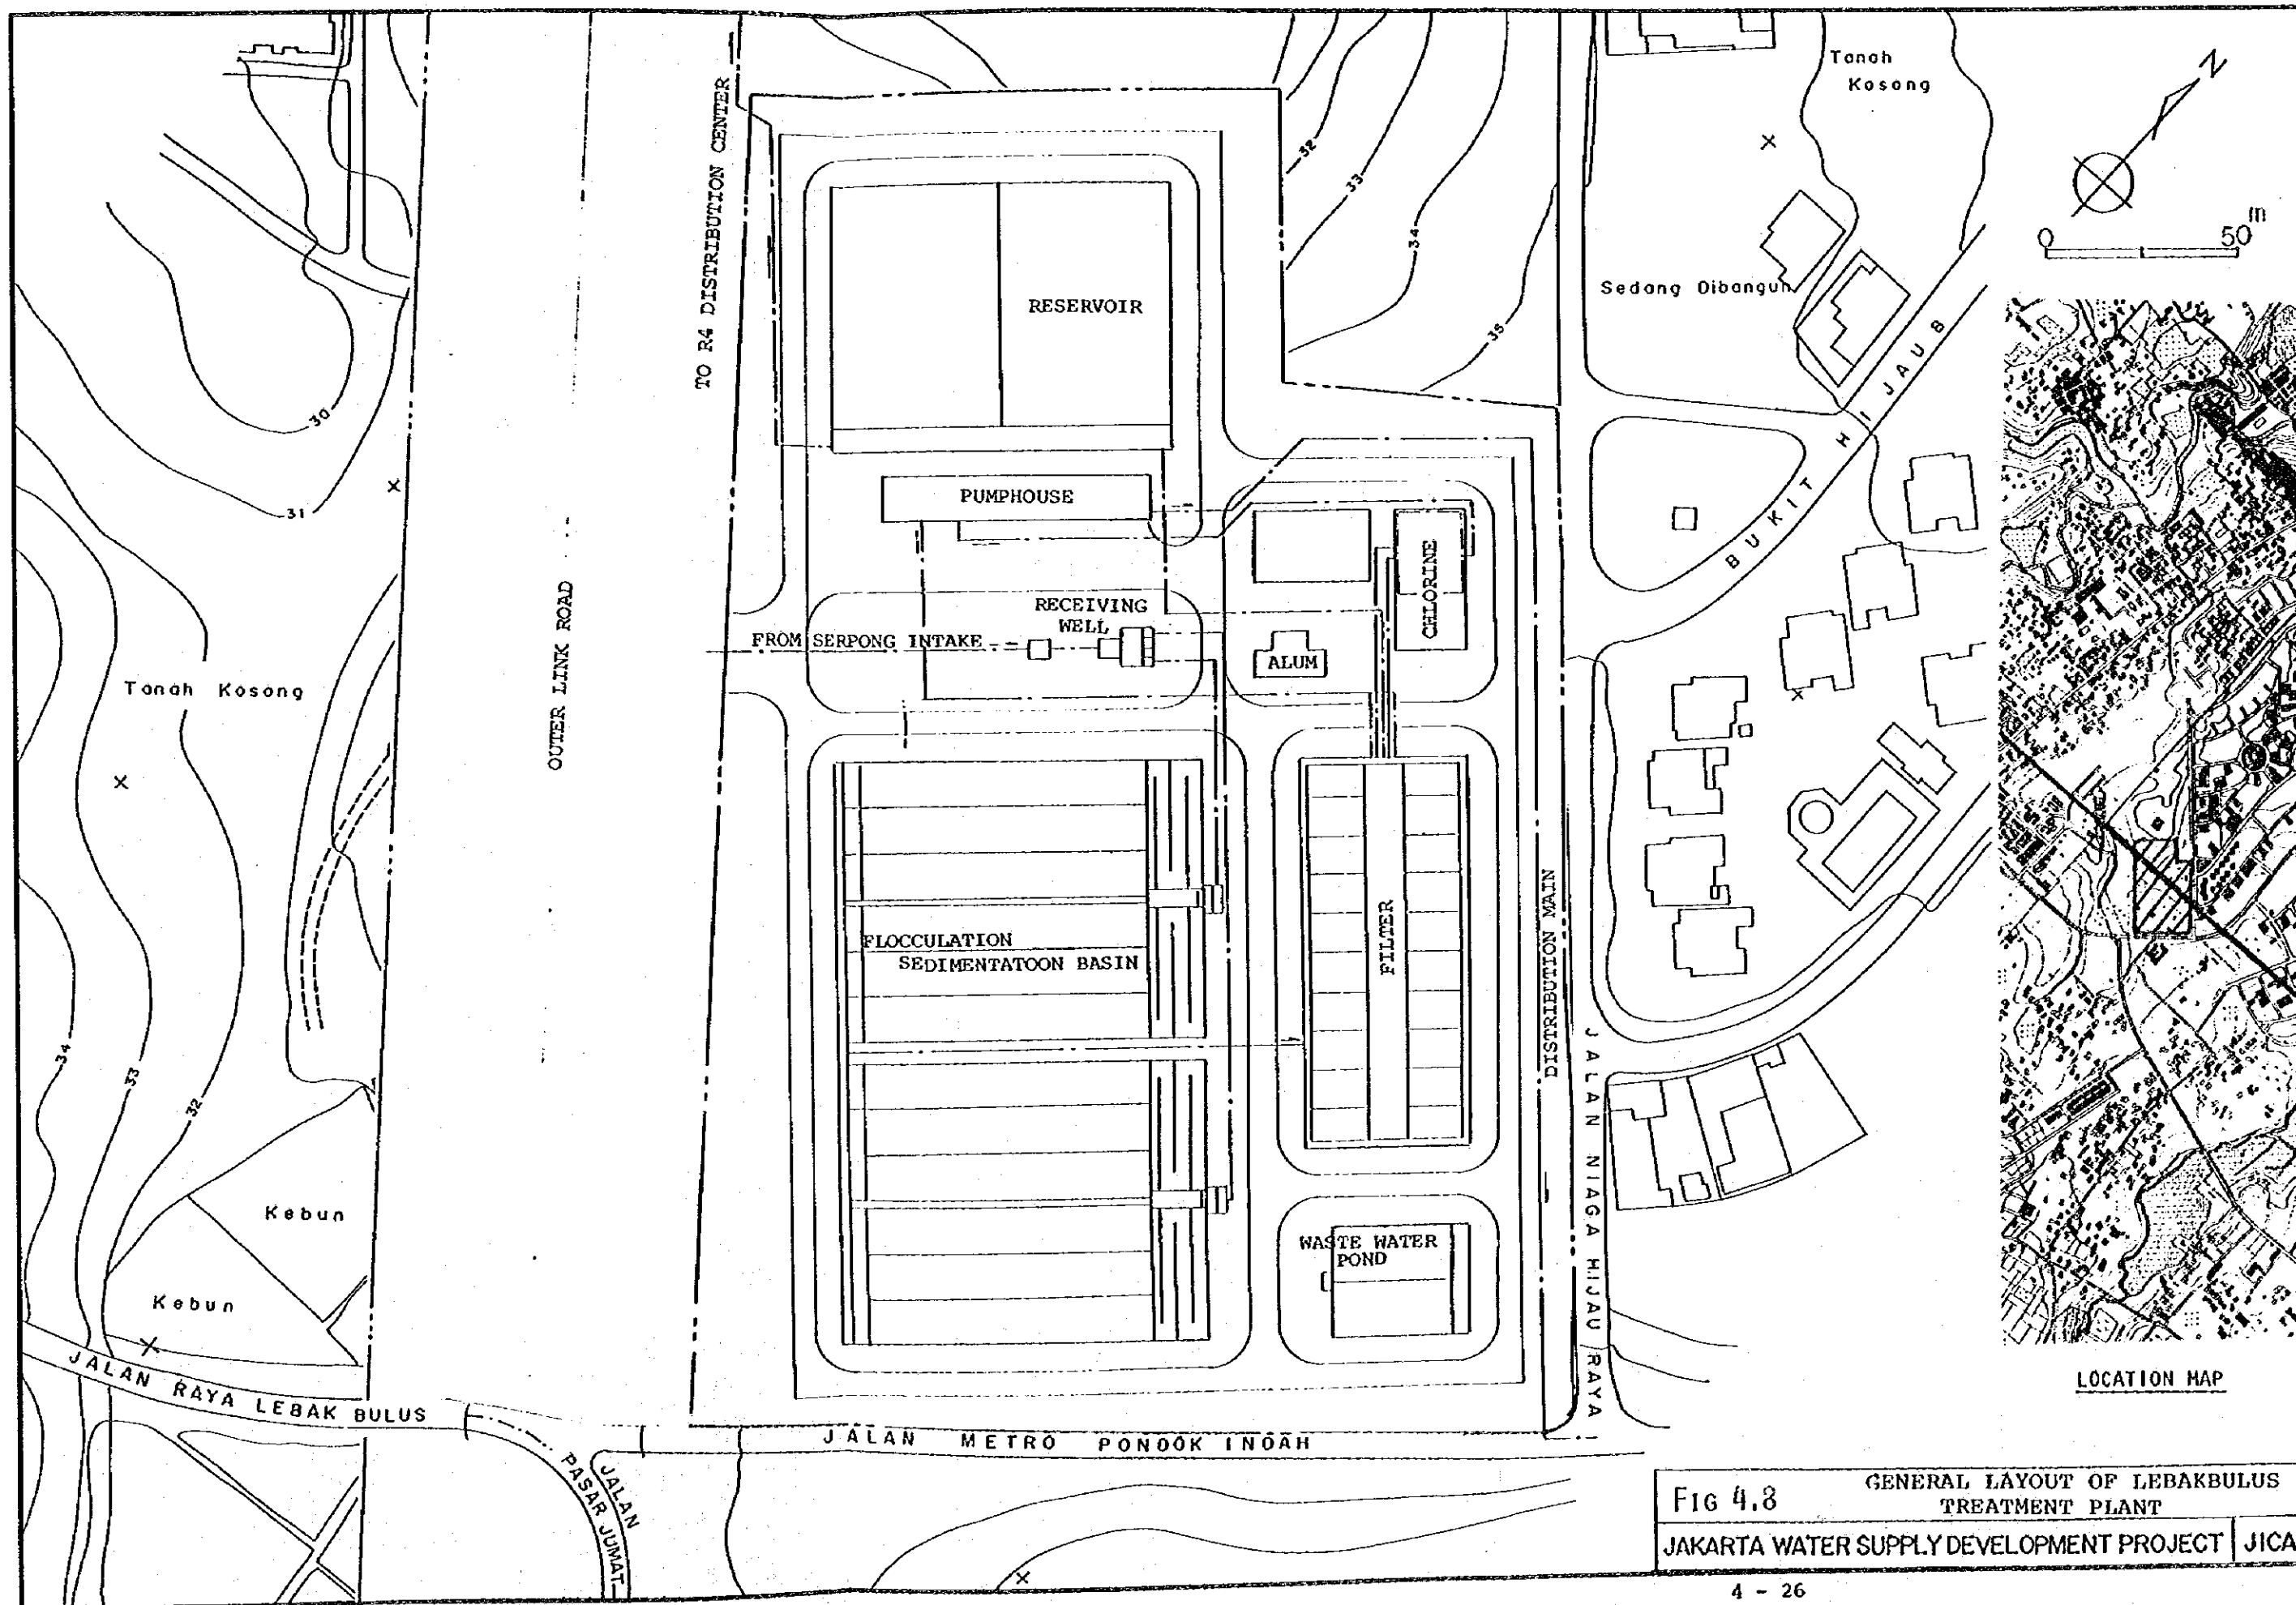 Tanah
Kosong
N
0 50 m
TO R4 DISTRIBUTION CENTER
32
33
34
35
RESERVOIR
Sedang Dibangun
BUKIT HIJAUB
30
31
PUMPHOUSE
CHLORINE
OUTER LINK ROAD
RECEIVING
WELL
FROM SERPONG INTAKE
ALUM
Tanah Kosong
FLOCCULATION
SEDIMENTATOON BASIN
FILTER
DISTRIBUTION MAIN
34
33
32
JALAN NIAGA HIJAU RAYA
Kebun
WASTE WATER
POND
Kebun
JALAN RAYA LEBAK BULUS
JALAN METRO PONDOK INDAH
JALAN
PASAR JUMAT
LOCATION MAP
FIG 4.8
GENERAL LAYOUT OF LEBAKBULUS
TREATMENT PLANT
JAKARTA WATER SUPPLY DEVELOPMENT PROJECT JICA
4 - 26